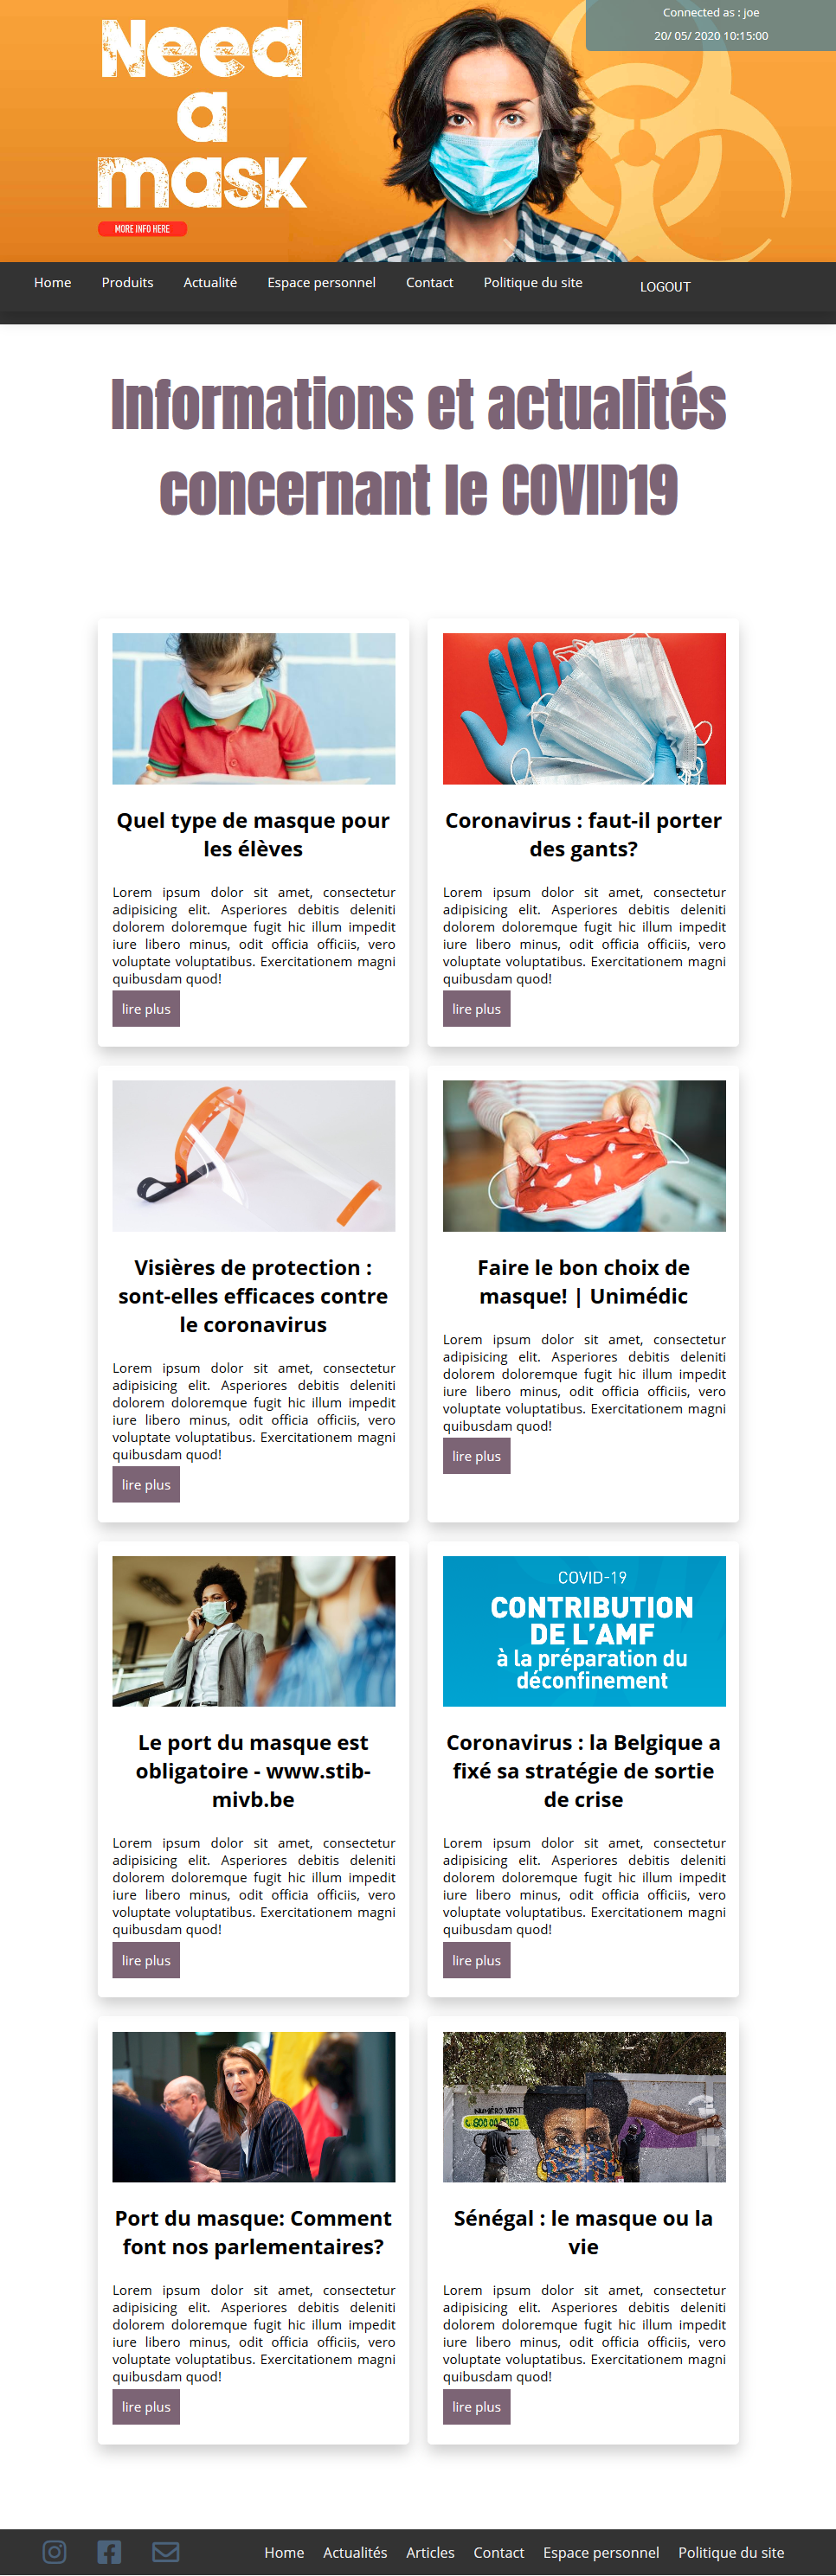 Need
a
mask
MORE INFO HERE
Connected as : joe
20/ 05/ 2020 10:15:00
Home Produits Actualité Espace personnel Contact Politique du site LOGOUT
Informations et actualités
concernant le COVID19
Quel type de masque pour
les élèves
Lorem ipsum dolor sit amet, consectetur
adipisicing elit. Asperiores debitis deleniti
dolorem doloremque fugit hic illum impedit
iure libero minus, odit officia officiis, vero
voluptate voluptatibus. Exercitationem magni
quibusdam quod!
lire plus
Coronavirus : faut-il porter
des gants?
Lorem ipsum dolor sit amet, consectetur
adipisicing elit. Asperiores debitis deleniti
dolorem doloremque fugit hic illum impedit
iure libero minus, odit officia officiis, vero
voluptate voluptatibus. Exercitationem magni
quibusdam quod!
lire plus
Visières de protection :
sont-elles efficaces contre
le coronavirus
Lorem ipsum dolor sit amet, consectetur
adipisicing elit. Asperiores debitis deleniti
dolorem doloremque fugit hic illum impedit
iure libero minus, odit officia officiis, vero
voluptate voluptatibus. Exercitationem magni
quibusdam quod!
lire plus
Faire le bon choix de
masque! | Unimédic
Lorem ipsum dolor sit amet, consectetur
adipisicing elit. Asperiores debitis deleniti
dolorem doloremque fugit hic illum impedit
iure libero minus, odit officia officiis, vero
voluptate voluptatibus. Exercitationem magni
quibusdam quod!
lire plus
Le port du masque est
obligatoire - www.stib-
mivb.be
Lorem ipsum dolor sit amet, consectetur
adipisicing elit. Asperiores debitis deleniti
dolorem doloremque fugit hic illum impedit
iure libero minus, odit officia officiis, vero
voluptate voluptatibus. Exercitationem magni
quibusdam quod!
lire plus
COVID-19
CONTRIBUTION
DE L'AMF
à la préparation du
déconfinement
Coronavirus : la Belgique a
fixé sa stratégie de sortie
de crise
Lorem ipsum dolor sit amet, consectetur
adipisicing elit. Asperiores debitis deleniti
dolorem doloremque fugit hic illum impedit
iure libero minus, odit officia officiis, vero
voluptate voluptatibus. Exercitationem magni
quibusdam quod!
lire plus
Port du masque: Comment
font nos parlementaires?
Lorem ipsum dolor sit amet, consectetur
adipisicing elit. Asperiores debitis deleniti
dolorem doloremque fugit hic illum impedit
iure libero minus, odit officia officiis, vero
voluptate voluptatibus. Exercitationem magni
quibusdam quod!
lire plus
NUMÉRO VERT
Sénégal : le masque ou la
vie
Lorem ipsum dolor sit amet, consectetur
adipisicing elit. Asperiores debitis deleniti
dolorem doloremque fugit hic illum impedit
iure libero minus, odit officia officiis, vero
voluptate voluptatibus. Exercitationem magni
quibusdam quod!
lire plus
Home Actualités Articles Contact Espace personnel Politique du site